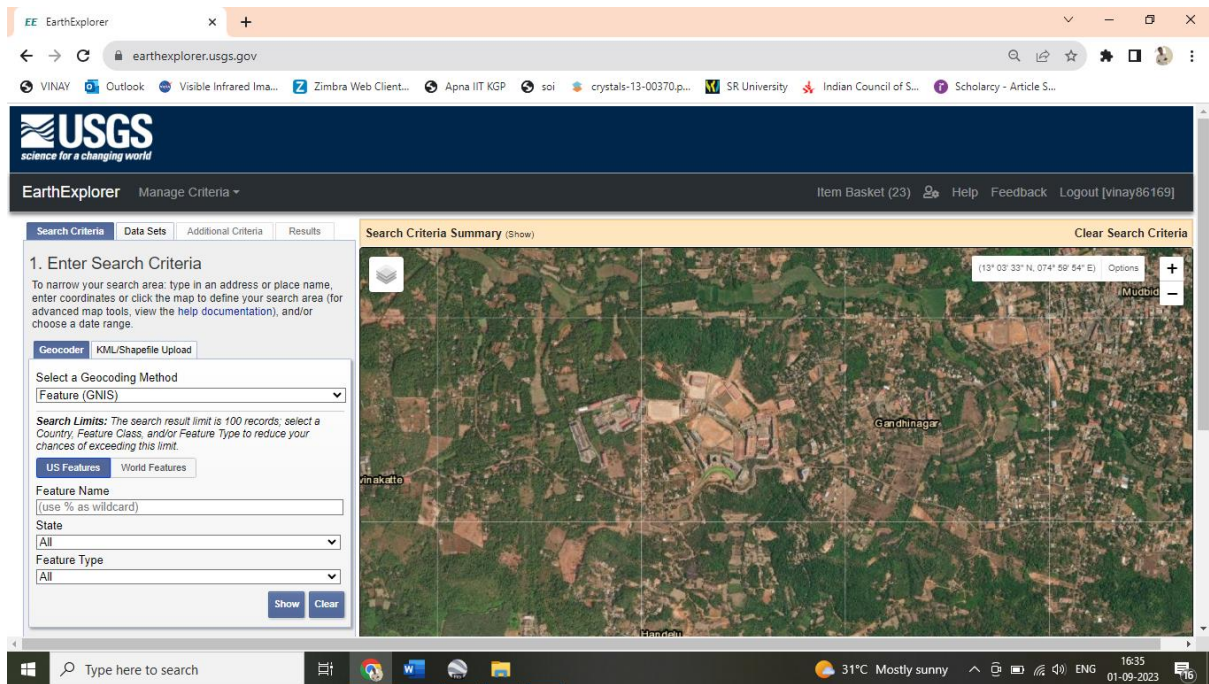 EE EarthExplorer
earthexplorer.usgs.gov
VINAY Outlook Visible Infrared Ima... Zimbra Web Client... Apna IIT KGP soi crystals-13-00370.p... SR University Indian Council of S... Scholarcy - Article S...
USGS
science for a changing world
EarthExplorer Manage Criteria Item Basket (23) Help Feedback Logout [vinay86169]
Search Criteria Data Sets Additional Criteria Results
Search Criteria Summary (Show) Clear Search Criteria
1. Enter Search Criteria
To narrow your search area: type in an address or place name,
enter coordinates or click the map to define your search area (for
advanced map tools, view the help documentation), and/or
choose a date range.
Geocoder KML/Shapefile Upload
Select a Geocoding Method
Feature (GNIS)
Search Limits: The search result limit is 100 records; select a
Country, Feature Class, and/or Feature Type to reduce your
chances of exceeding this limit.
US Features World Features
Feature Name
(use % as wildcard)
State
All
Feature Type
All
Show Clear
(13° 03' 33" N, 074° 59' 54" E) Options +
Mudbid −
Gandhinagar
vinakatte
Handelu
Type here to search
31°C Mostly sunny ENG 16:35
01-09-2023 16